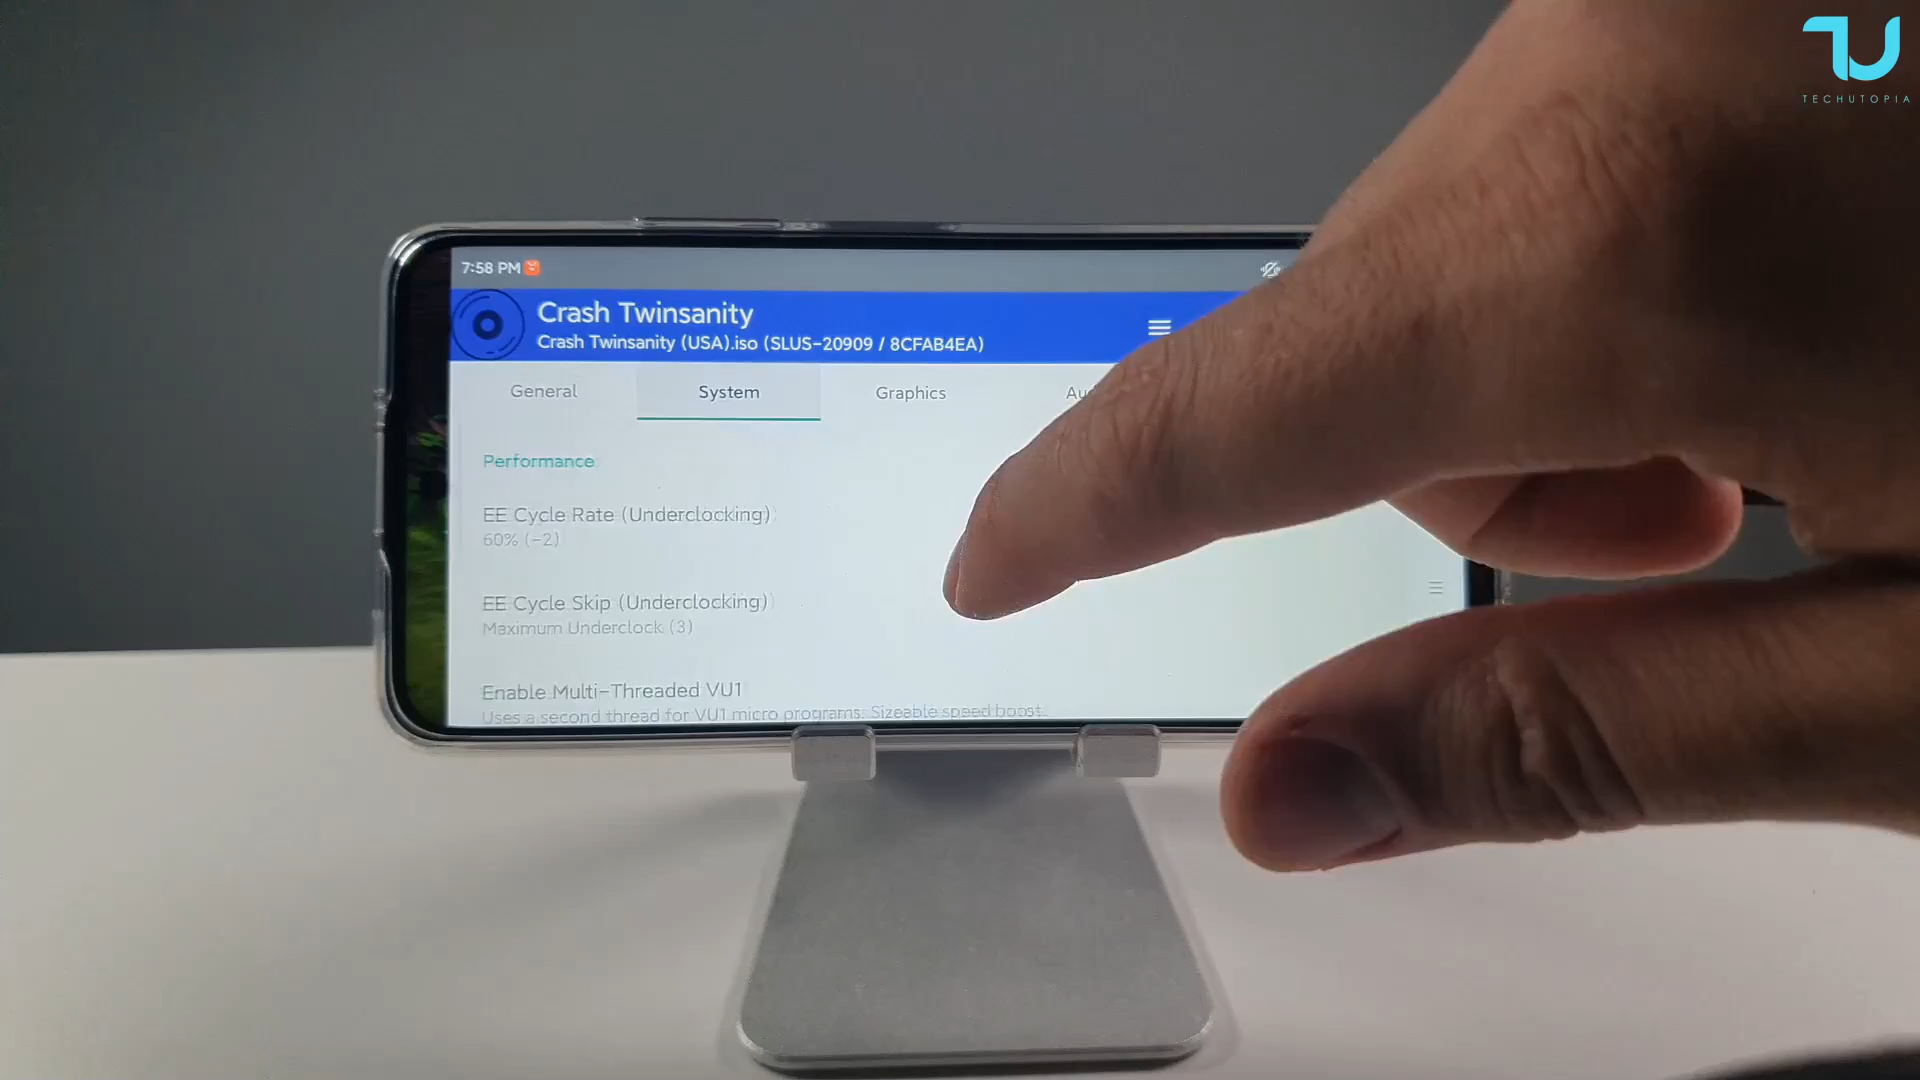 TECHUTOPIA
7:58 PM
Crash Twinsanity
Crash Twinsanity (USA).iso (SLUS-20909 / 8CFAB4EA)
General
System
Graphics
Performance
EE Cycle Rate (Underclocking)
60% (-2)
EE Cycle Skip (Underclocking)
Maximum Underclock (3)
Enable Multi-Threaded VU1
Uses a second thread for VU1 micro programs. Sizeable speed boost.